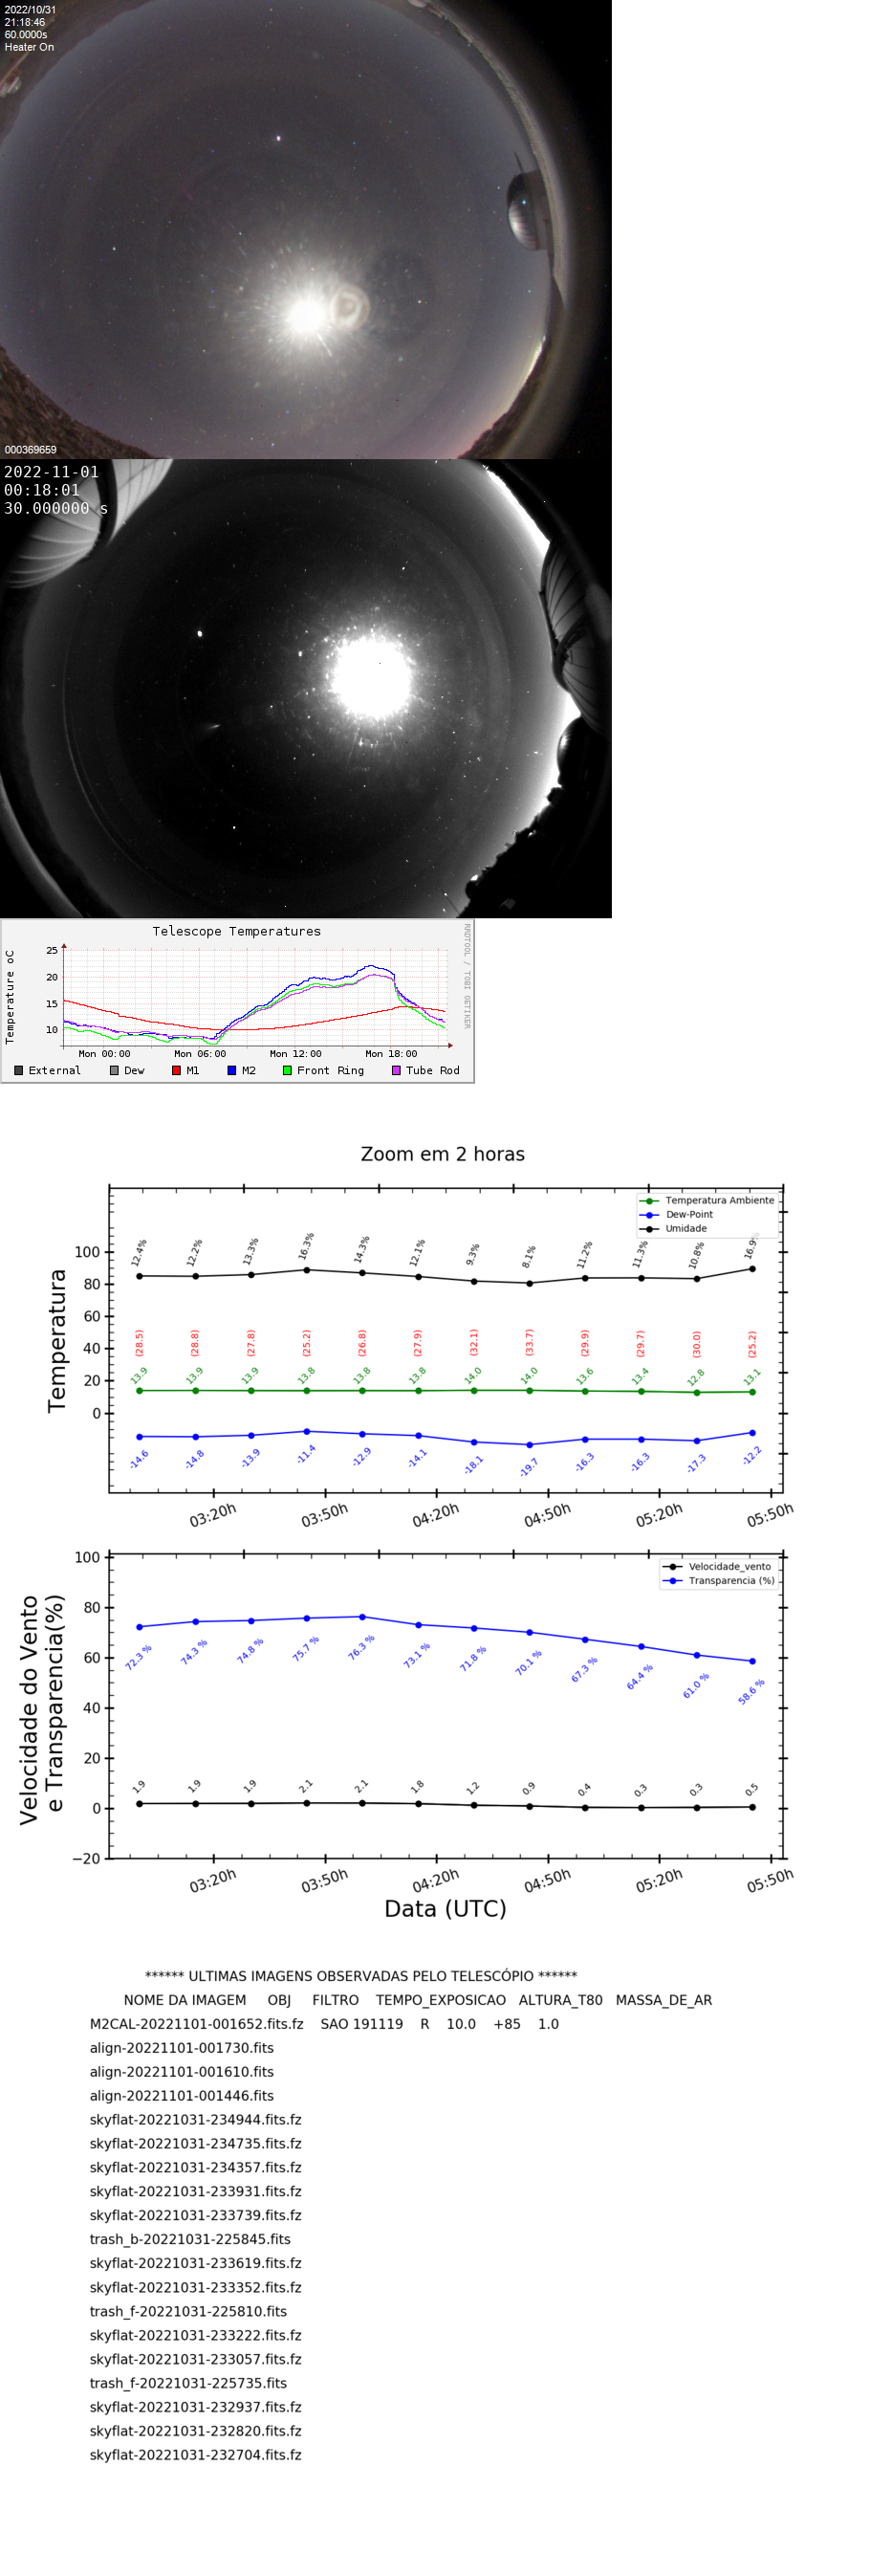 2022/10/31
21:18:46
60.0000s
Heater On
000369659
2022-11-01
00:18:01
30.000000 s
Telescope Temperatures
RRDTOOL / TOBI OETIKER
Temperature oC
25
20
15
10
Mon 00:00 Mon 06:00 Mon 12:00 Mon 18:00
External Dew M1 M2 Front Ring Tube Rod
Zoom em 2 horas
Temperatura Ambiente
Dew-Point
Umidade
Temperatura
100
80
60
40
20
0
12.4% 12.2% 13.3% 16.3% 14.3% 12.1% 9.3% 8.1% 11.2% 11.3% 10.8% 16.9%
(28.5) (28.8) (27.8) (25.2) (26.8) (27.9) (32.1) (33.7) (29.9) (29.7) (30.0) (25.2)
13.9 13.9 13.9 13.8 13.8 13.8 14.0 14.0 13.6 13.4 12.8 13.1
-14.6 -14.8 -13.9 -11.4 -12.9 -14.1 -18.1 -19.7 -16.3 -16.3 -17.3 -12.2
03:20h 03:50h 04:20h 04:50h 05:20h 05:50h
Velocidade_vento
Transparencia (%)
Velocidade do Vento
e Transparencia(%)
100
80
60
40
20
0
−20
72.3 % 74.3 % 74.8 % 75.7 % 76.3 % 73.1 % 71.8 % 70.1 % 67.3 % 64.4 % 61.0 % 58.6 %
1.9 1.9 1.9 2.1 2.1 1.8 1.2 0.9 0.4 0.3 0.3 0.5
03:20h 03:50h 04:20h 04:50h 05:20h 05:50h
Data (UTC)
****** ULTIMAS IMAGENS OBSERVADAS PELO TELESCÓPIO ******
NOME DA IMAGEM OBJ FILTRO TEMPO_EXPOSICAO ALTURA_T80 MASSA_DE_AR
M2CAL-20221101-001652.fits.fz SAO 191119 R 10.0 +85 1.0
align-20221101-001730.fits
align-20221101-001610.fits
align-20221101-001446.fits
skyflat-20221031-234944.fits.fz
skyflat-20221031-234735.fits.fz
skyflat-20221031-234357.fits.fz
skyflat-20221031-233931.fits.fz
skyflat-20221031-233739.fits.fz
trash_b-20221031-225845.fits
skyflat-20221031-233619.fits.fz
skyflat-20221031-233352.fits.fz
trash_f-20221031-225810.fits
skyflat-20221031-233222.fits.fz
skyflat-20221031-233057.fits.fz
trash_f-20221031-225735.fits
skyflat-20221031-232937.fits.fz
skyflat-20221031-232820.fits.fz
skyflat-20221031-232704.fits.fz